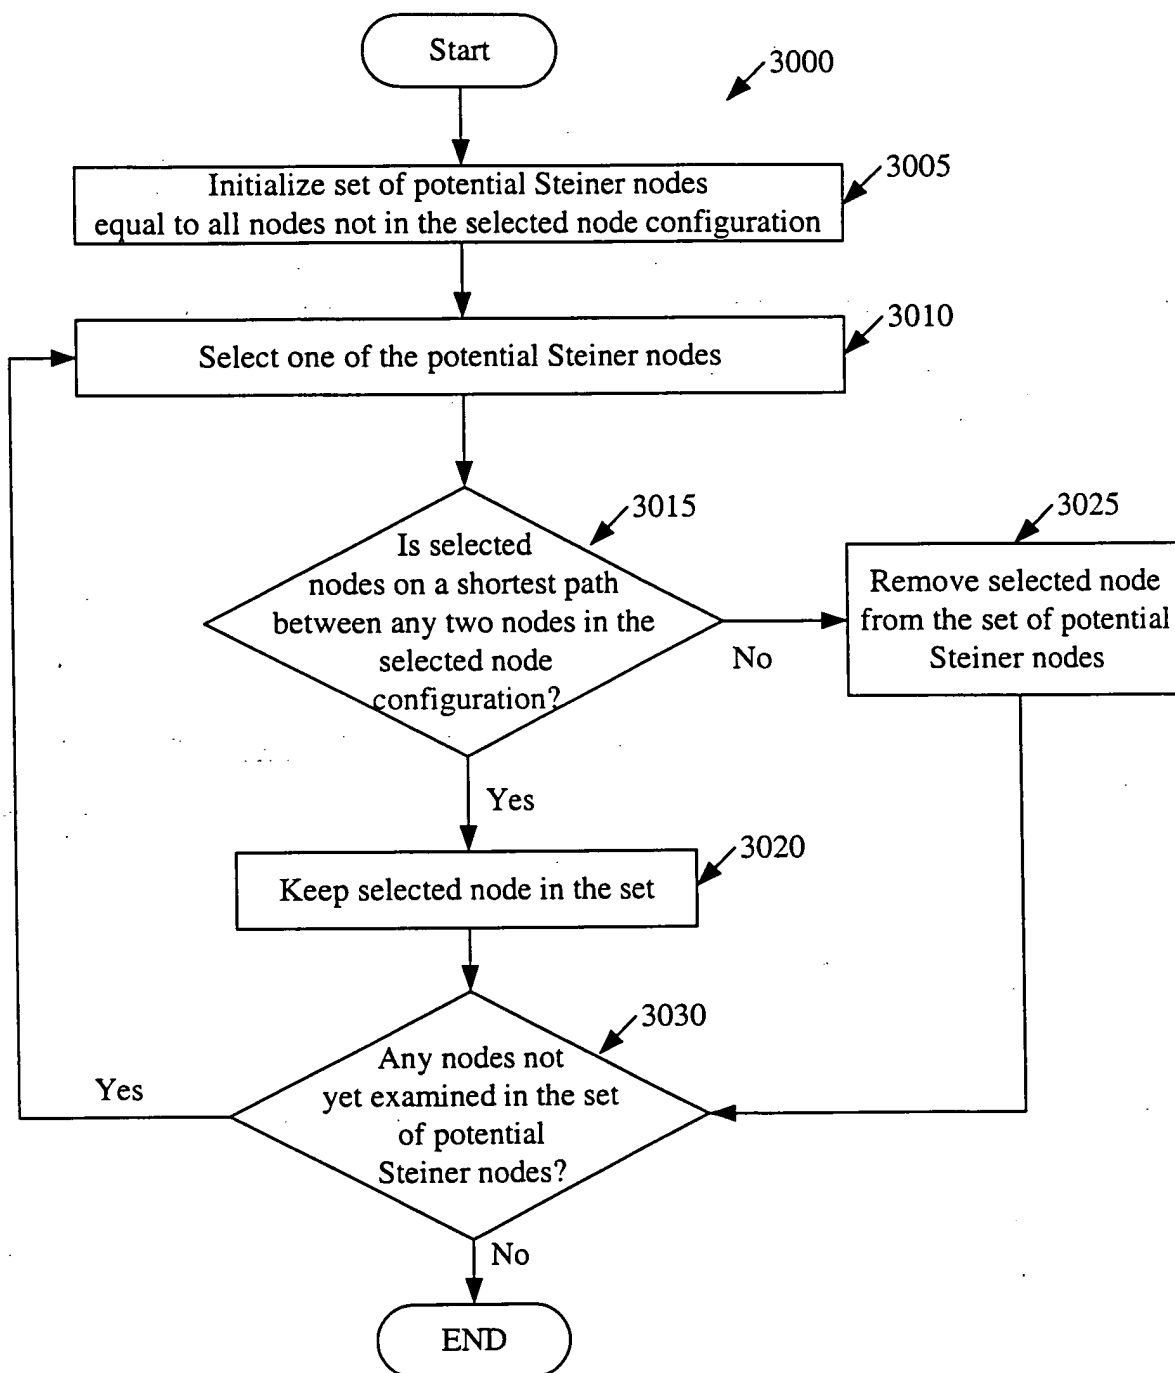 Start
3000
3005
Initialize set of potential Steiner nodes
equal to all nodes not in the selected node configuration
3010
Select one of the potential Steiner nodes
3015
Is selected
nodes on a shortest path
between any two nodes in the
selected node
configuration?
3025
Remove selected node
from the set of potential
Steiner nodes
No
Yes
3020
Keep selected node in the set
3030
Any nodes not
yet examined in the set
of potential
Steiner nodes?
Yes
No
END